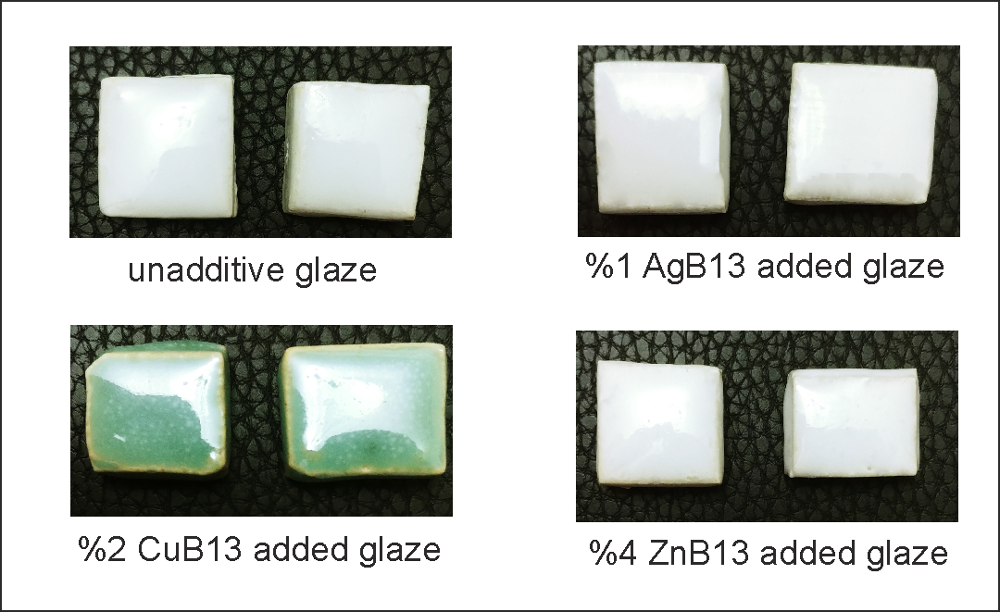 unadditive glaze
%1 AgB13 added glaze
%2 CuB13 added glaze
%4 ZnB13 added glaze